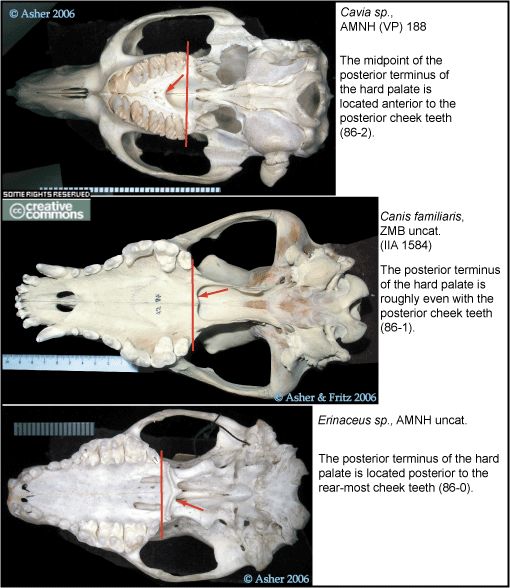 © Asher 2006
Cavia sp.,
AMNH (VP) 188
The midpoint of the
posterior terminus of
the hard palate is
located anterior to the
posterior cheek teeth
(86-2).
SOME RIGHTS RESERVED
cc creative
commons
Canis familiaris,
ZMB uncat.
(IIA 1584)
The posterior terminus
of the hard palate is
roughly even with the
posterior cheek teeth
(86-1).
© Asher & Fritz 2006
Erinaceus sp., AMNH uncat.
The posterior terminus of the hard
palate is located posterior to the
rear-most cheek teeth (86-0).
© Asher 2006